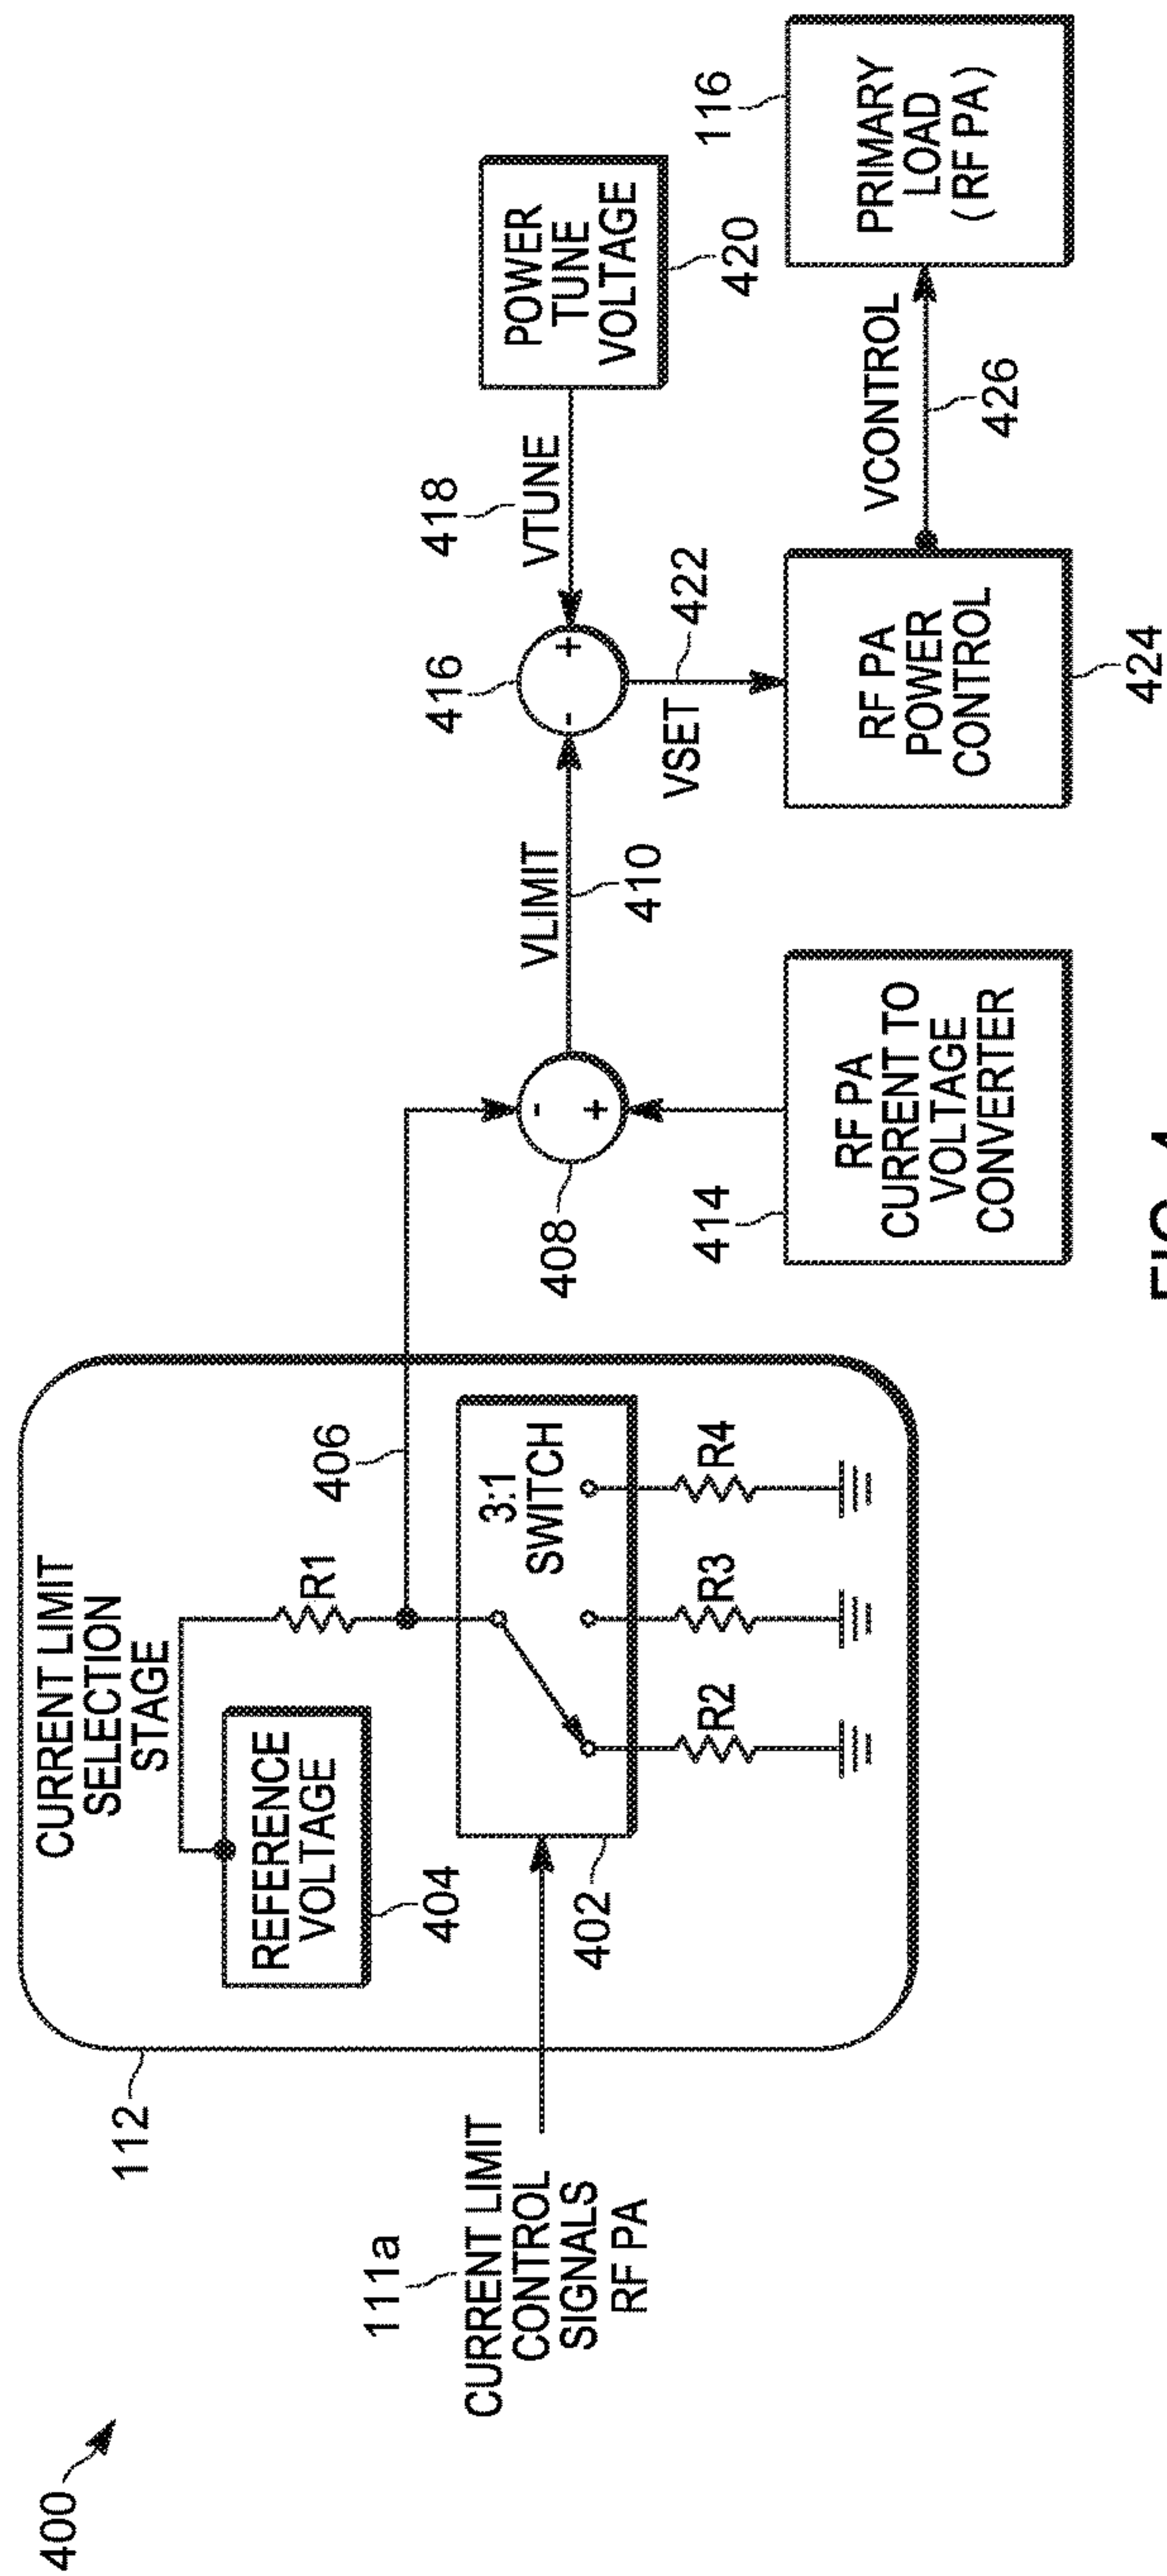 400
111a
CURRENT LIMIT
CONTROL
SIGNALS
RF PA
112
CURRENT LIMIT
SELECTION
STAGE
REFERENCE
VOLTAGE
404
R1
406
3:1
SWITCH
402
R2
R3
R4
408
-
+
414
RF PA
CURRENT TO
VOLTAGE
CONVERTER
VLIMIT
410
416
-
+
418
VTUNE
POWER
TUNE
VOLTAGE
420
VSET
422
RF PA
POWER
CONTROL
424
VCONTROL
426
116
PRIMARY
LOAD
(RF PA)